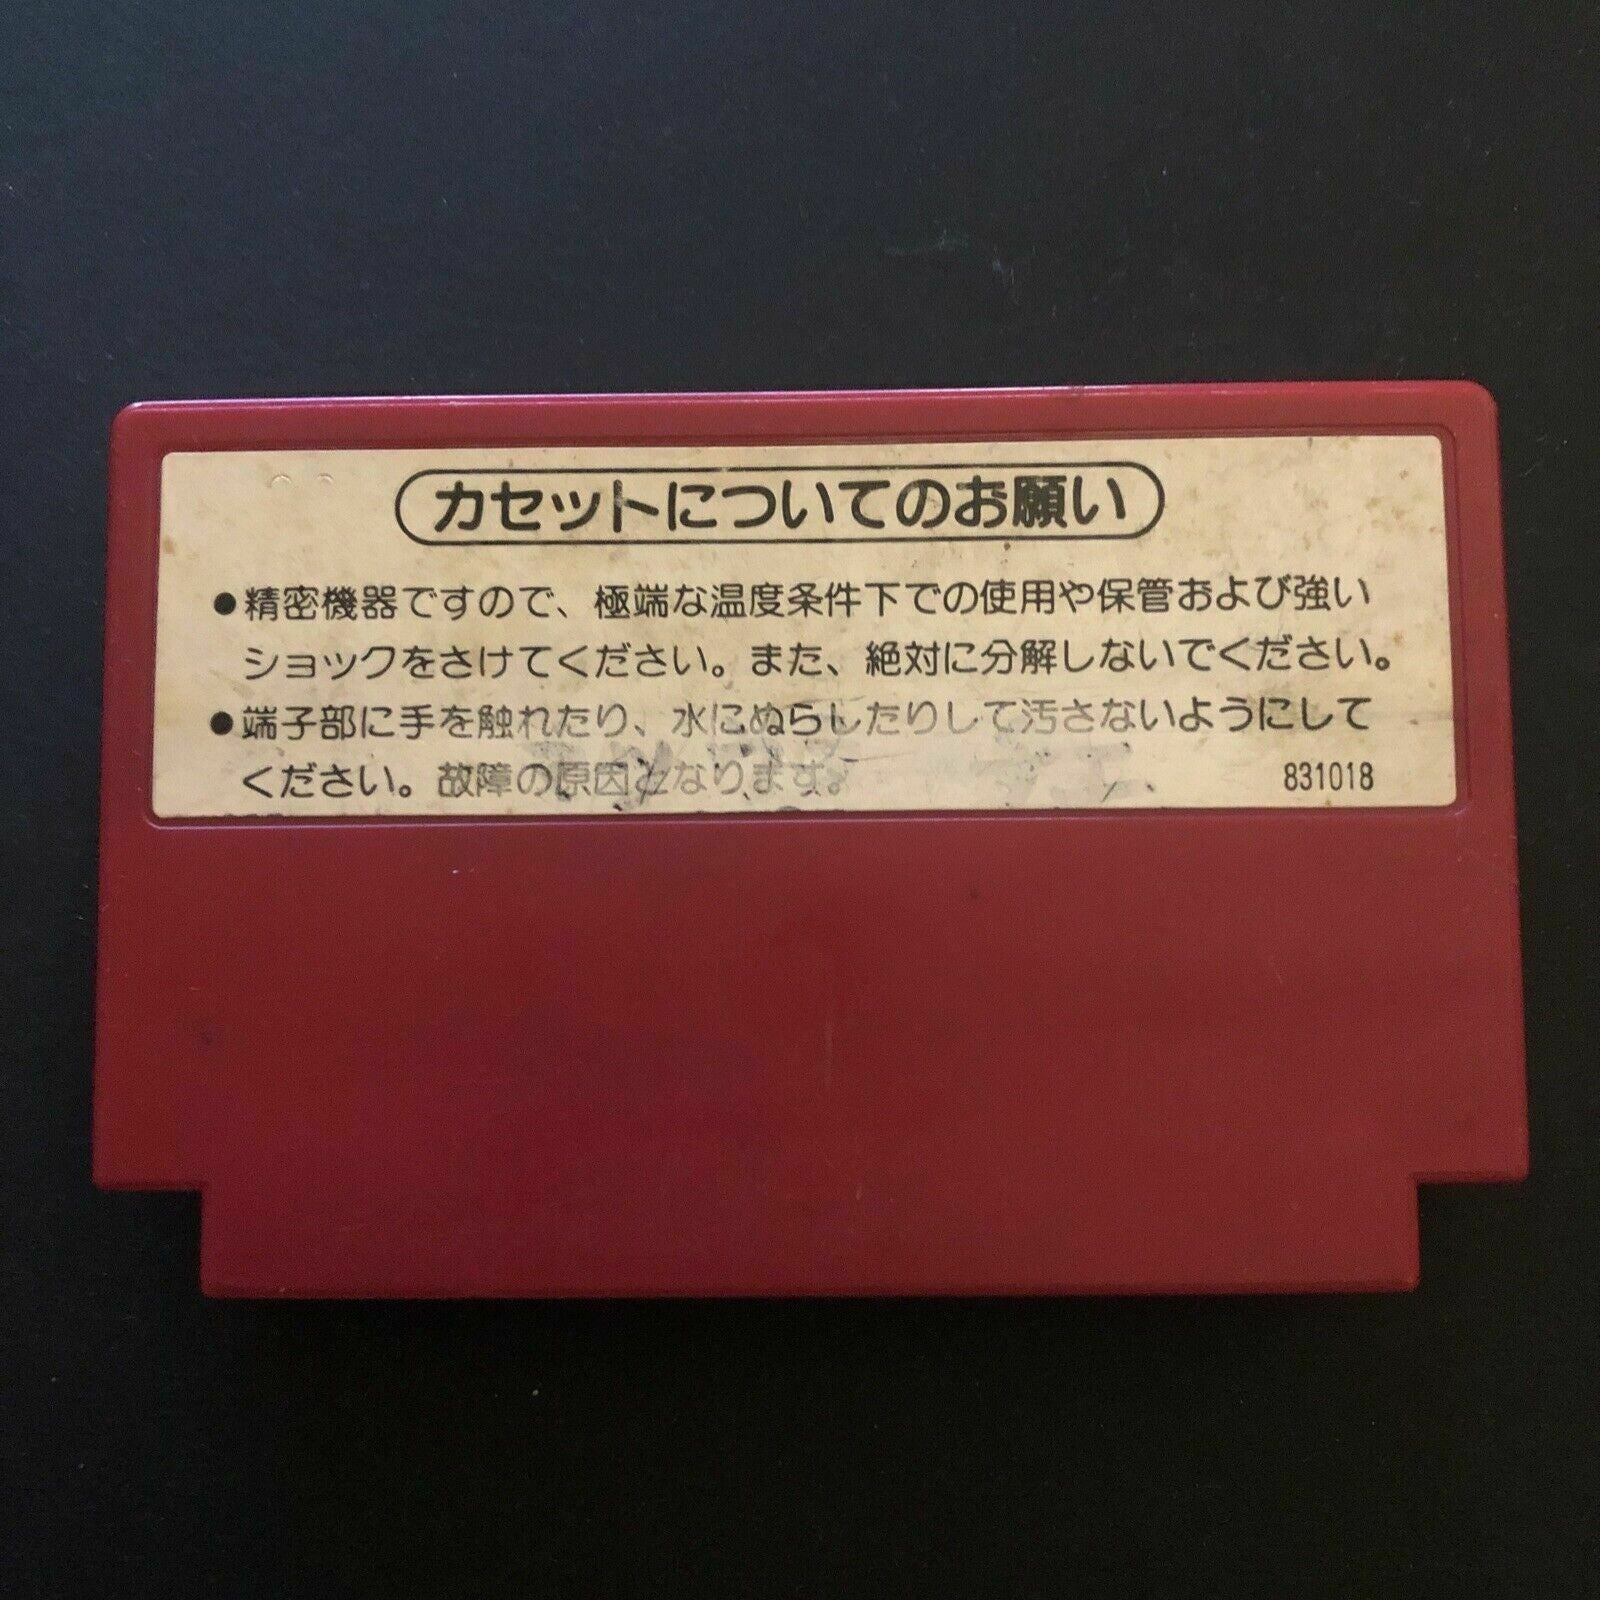 カセットについてのお願い
●精密機器ですので、極端な温度条件下での使用や保管および強い
ショックをさけてください。また、絶対に分解しないでください。
●端子部に手を触れたり、水にぬらしたりして汚さないようにして
ください。故障の原因となります。
831018